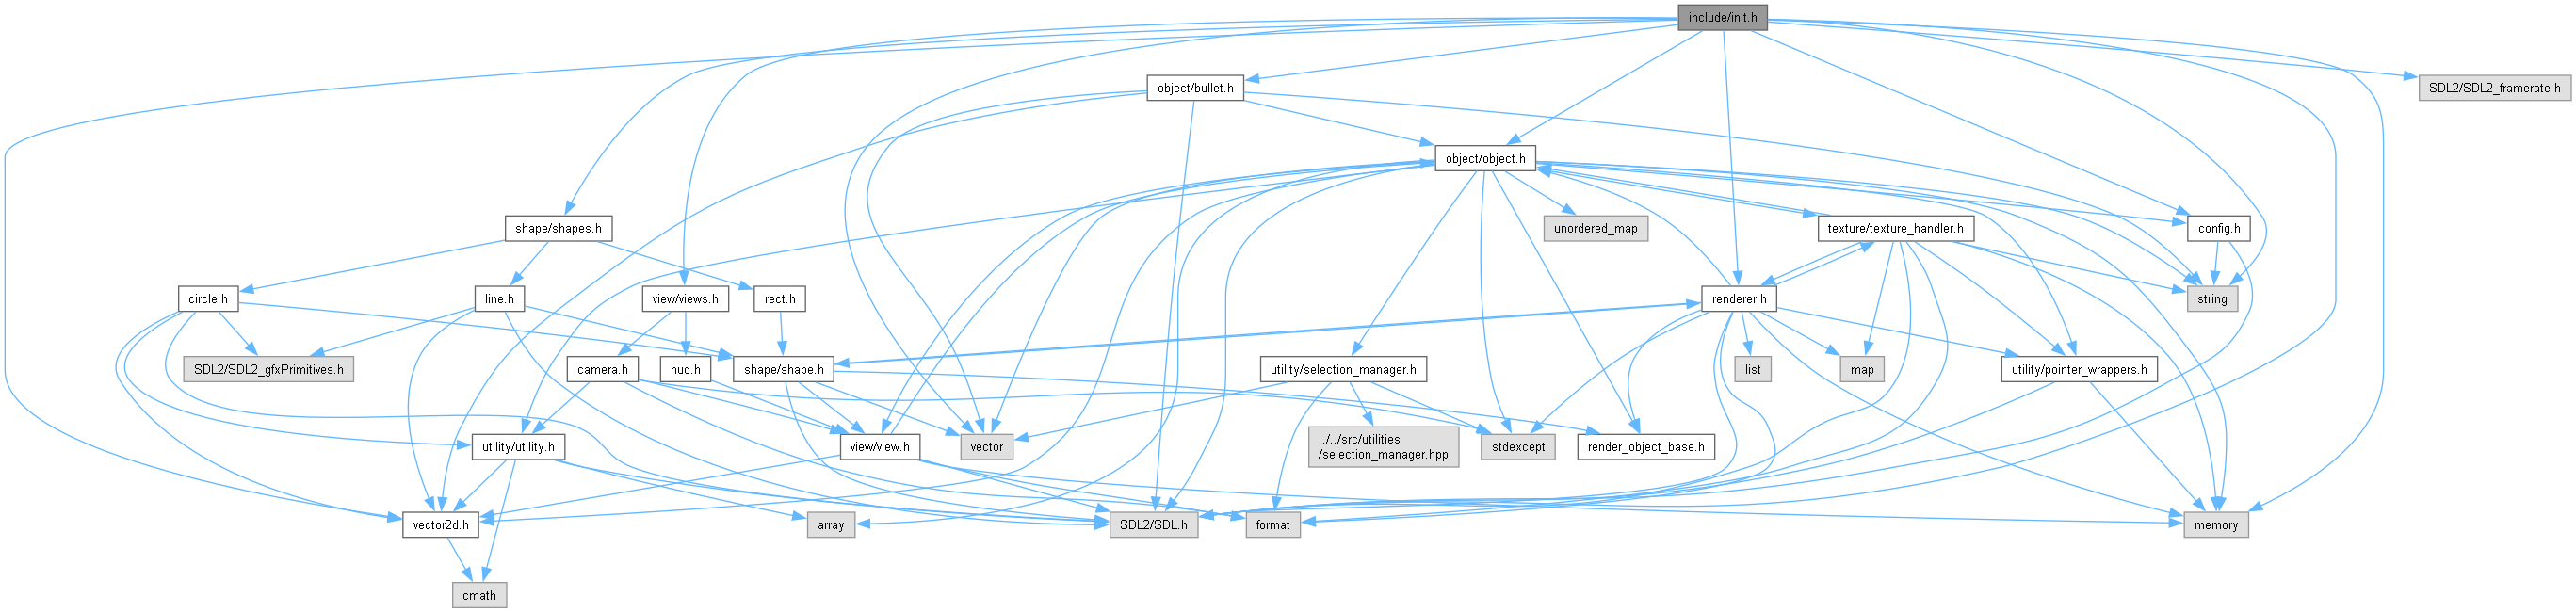 include/init.h
object/bullet.h
SDL2/SDL2_framerate.h
object/object.h
shape/shapes.h
unordered_map
texture/texture_handler.h
config.h
circle.h
line.h
view/views.h
rect.h
renderer.h
string
SDL2/SDL2_gfxPrimitives.h
camera.h
hud.h
shape/shape.h
utility/selection_manager.h
list
map
utility/pointer_wrappers.h
utility/utility.h
view/view.h
vector
../../src/utilities
/selection_manager.hpp
stdexcept
render_object_base.h
vector2d.h
array
SDL2/SDL.h
format
memory
cmath